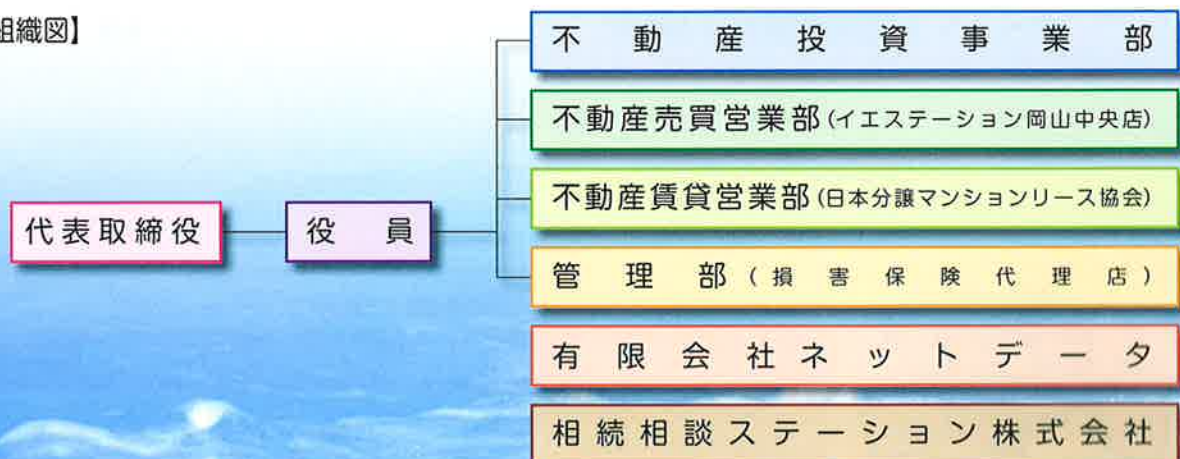 組織図】
不動産投資事業部
不動産売買営業部(イエステーション岡山中央店)
不動産賃貸営業部(日本分譲マンションリース協会)
代表取締役
役員
管理部(損害保険代理店)
有限会社ネットデータ
相続相談ステーション株式会社